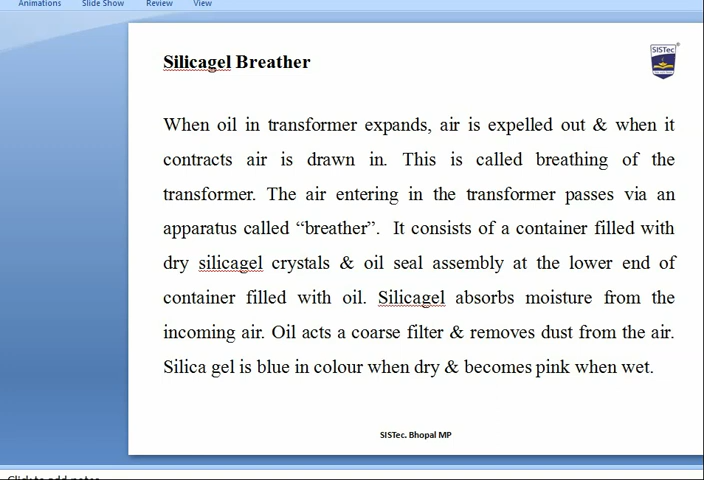 Animations Slide Show Review View
Silicagel Breather
SISTec
When oil in transformer expands, air is expelled out & when it
contracts air is drawn in. This is called breathing of the
transformer. The air entering in the transformer passes via an
apparatus called “breather”. It consists of a container filled with
dry silicagel crystals & oil seal assembly at the lower end of
container filled with oil. Silicagel absorbs moisture from the
incoming air. Oil acts a coarse filter & removes dust from the air.
Silica gel is blue in colour when dry & becomes pink when wet.
SISTec. Bhopal MP
Click to add notes